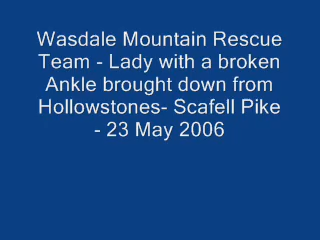 Wasdale Mountain Rescue
Team - Lady with a broken
Ankle brought down from
Hollowstones- Scafell Pike
- 23 May 2006